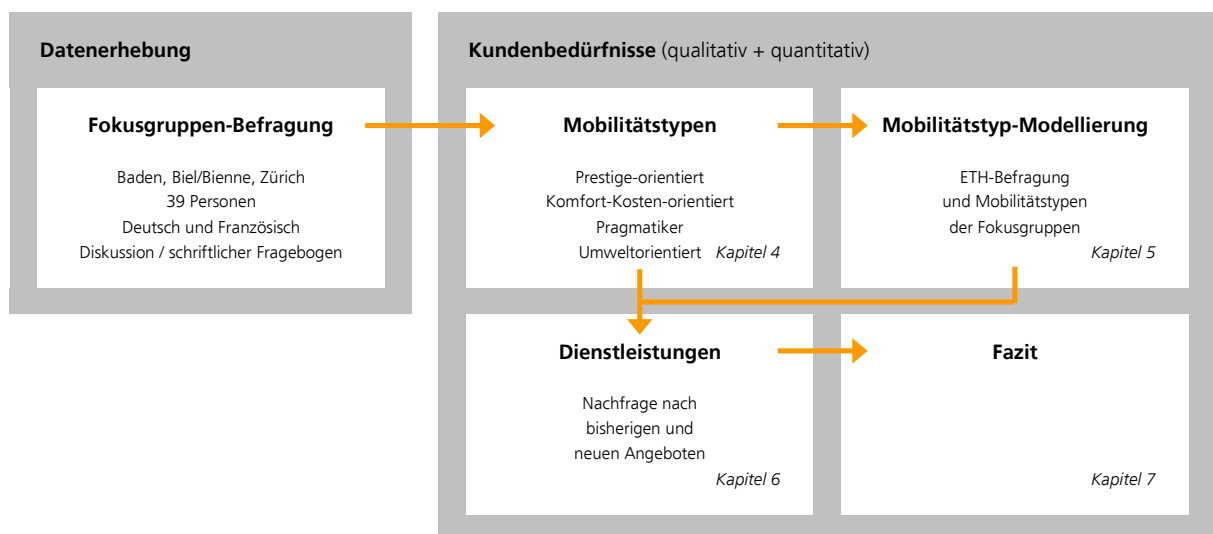 Datenerhebung
Fokusgruppen-Befragung
Baden, Biel/Bienne, Zürich
39 Personen
Deutsch und Französisch
Diskussion / schriftlicher Fragebogen
Kundenbedürfnisse (qualitativ + quantitativ)
Mobilitätstypen
Prestige-orientiert
Komfort-Kosten-orientiert
Pragmatiker
Umweltorientiert Kapitel 4
Mobilitätstyp-Modellierung
ETH-Befragung
und Mobilitätstypen
der Fokusgruppen
Kapitel 5
Dienstleistungen
Nachfrage nach
bisherigen und
neuen Angeboten
Kapitel 6
Fazit
Kapitel 7